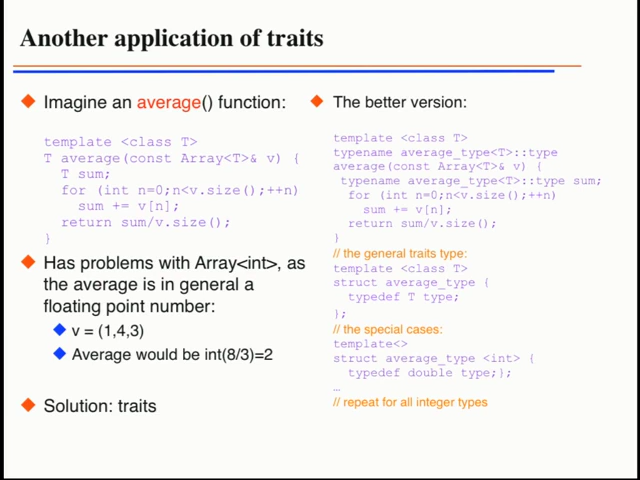 Another application of traits
Imagine an average() function:
template <class T>
T average(const Array<T>& v) {
  T sum;
  for (int n=0;n<v.size();++n)
    sum += v[n];
  return sum/v.size();
}
Has problems with Array<int>, as
the average is in general a
floating point number:
v = (1,4,3)
Average would be int(8/3)=2
Solution: traits
The better version:
template <class T>
typename average_type<T>::type
average(const Array<T>& v) {
 typename average_type<T>::type sum;
  for (int n=0;n<v.size();++n)
    sum += v[n];
  return sum/v.size();
}
// the general traits type:
template <class T>
struct average_type {
  typedef T type;
};
// the special cases:
template<>
struct average_type <int> {
  typedef double type;};
…
// repeat for all integer types